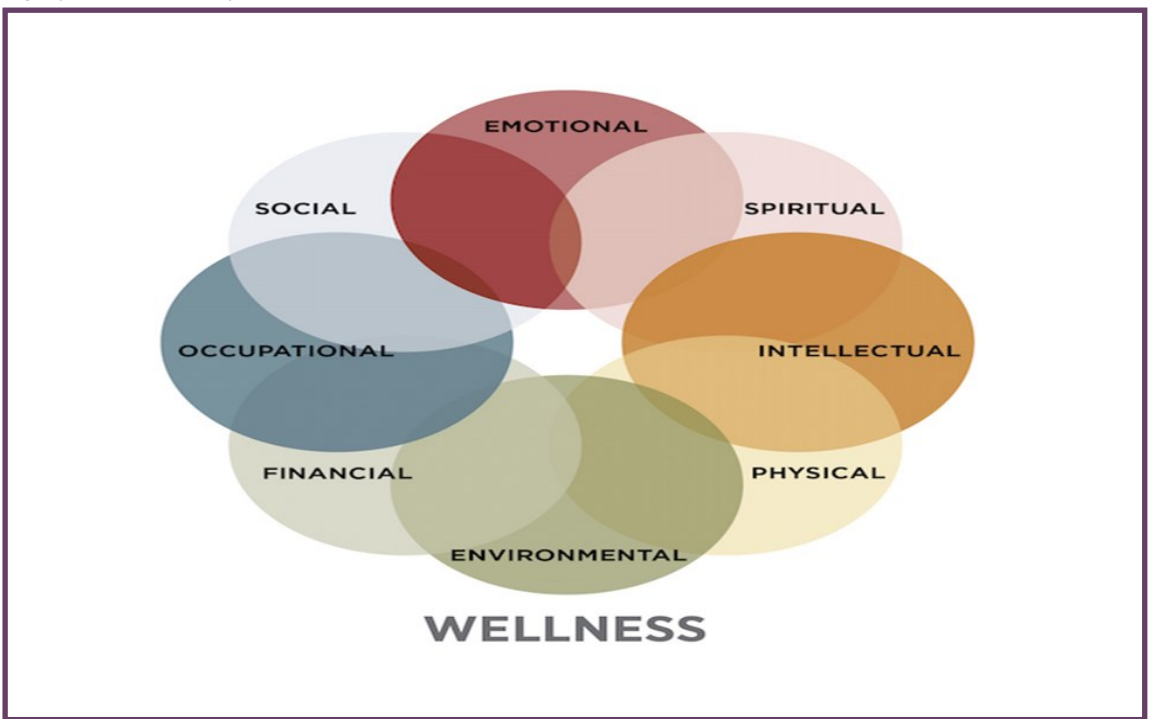 EMOTIONAL
SOCIAL
SPIRITUAL
OCCUPATIONAL
INTELLECTUAL
FINANCIAL
PHYSICAL
ENVIRONMENTAL
WELLNESS